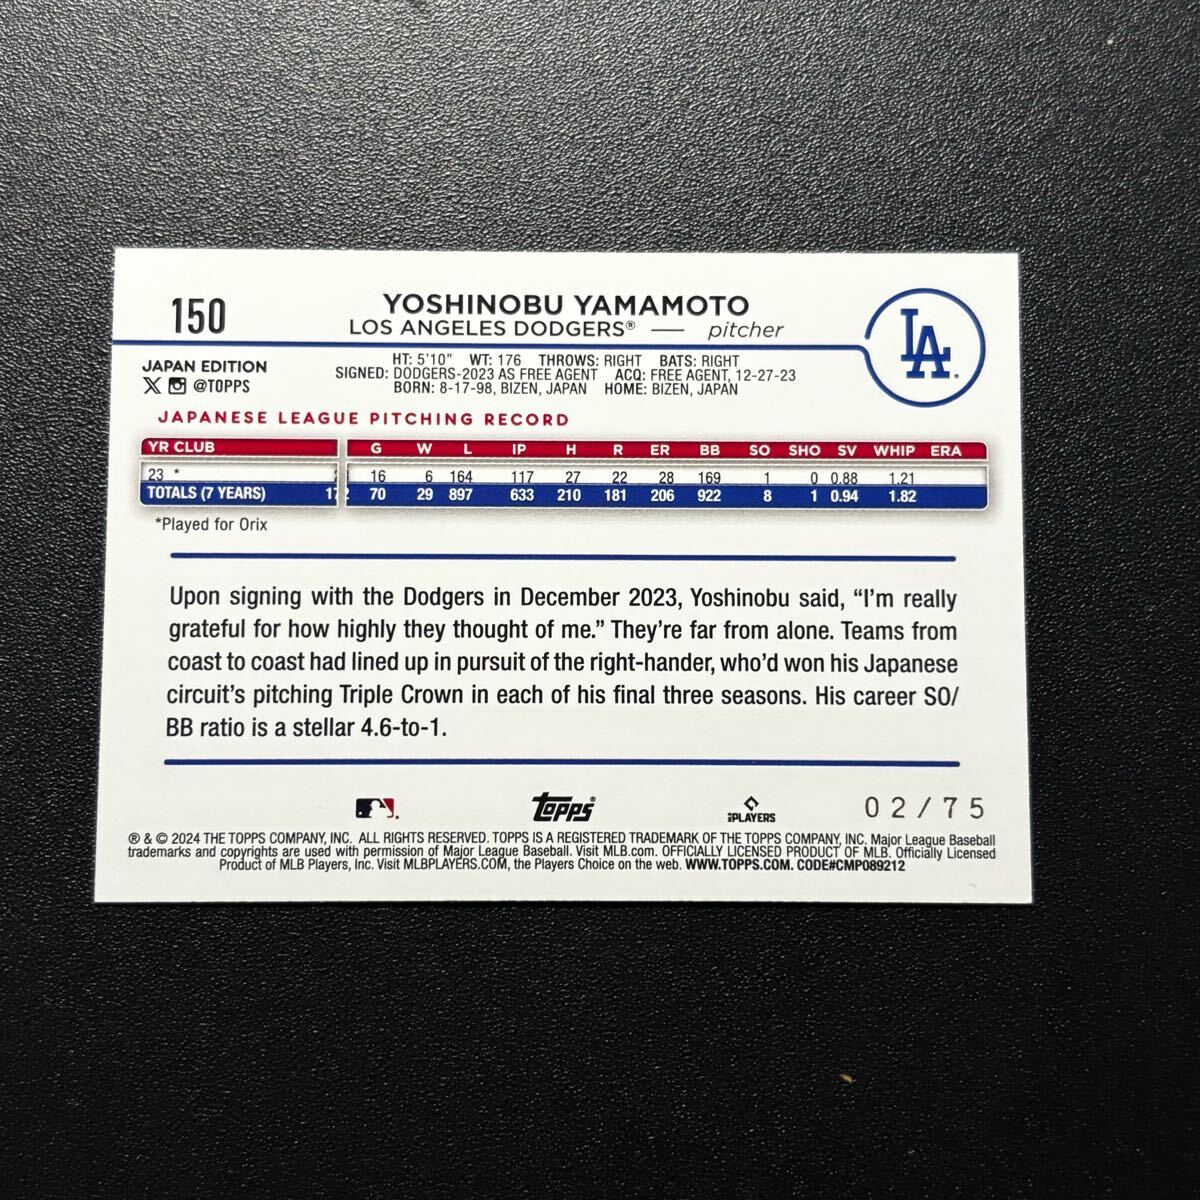 150
YOSHINOBU YAMAMOTO
LOS ANGELES DODGERS® — pitcher
LA
JAPAN EDITION
X @TOPPS
HT: 5'10" WT: 176 THROWS: RIGHT BATS: RIGHT
SIGNED: DODGERS-2023 AS FREE AGENT ACQ: FREE AGENT, 12-27-23
BORN: 8-17-98, BIZEN, JAPAN HOME: BIZEN, JAPAN
JAPANESE LEAGUE PITCHING RECORD
YR CLUB G W L IP H R ER BB SO SHO SV WHIP ERA
23 * 16 6 164 117 27 22 28 169 1 0 0.88 1.21
TOTALS (7 YEARS) 70 29 897 633 210 181 206 922 8 1 0.94 1.82
*Played for Orix
Upon signing with the Dodgers in December 2023, Yoshinobu said, “I’m really
grateful for how highly they thought of me.” They’re far from alone. Teams from
coast to coast had lined up in pursuit of the right-hander, who’d won his Japanese
circuit’s pitching Triple Crown in each of his final three seasons. His career SO/
BB ratio is a stellar 4.6-to-1.
topps®
PLAYERS
02/75
® & © 2024 THE TOPPS COMPANY, INC. ALL RIGHTS RESERVED. TOPPS IS A REGISTERED TRADEMARK OF THE TOPPS COMPANY, INC. Major League Baseball
trademarks and copyrights are used with permission of Major League Baseball. Visit MLB.com. OFFICIALLY LICENSED PRODUCT OF MLB. Officially Licensed
Product of MLB Players, Inc. Visit MLBPLAYERS.COM, the Players Choice on the web. WWW.TOPPS.COM. CODE#CMP089212